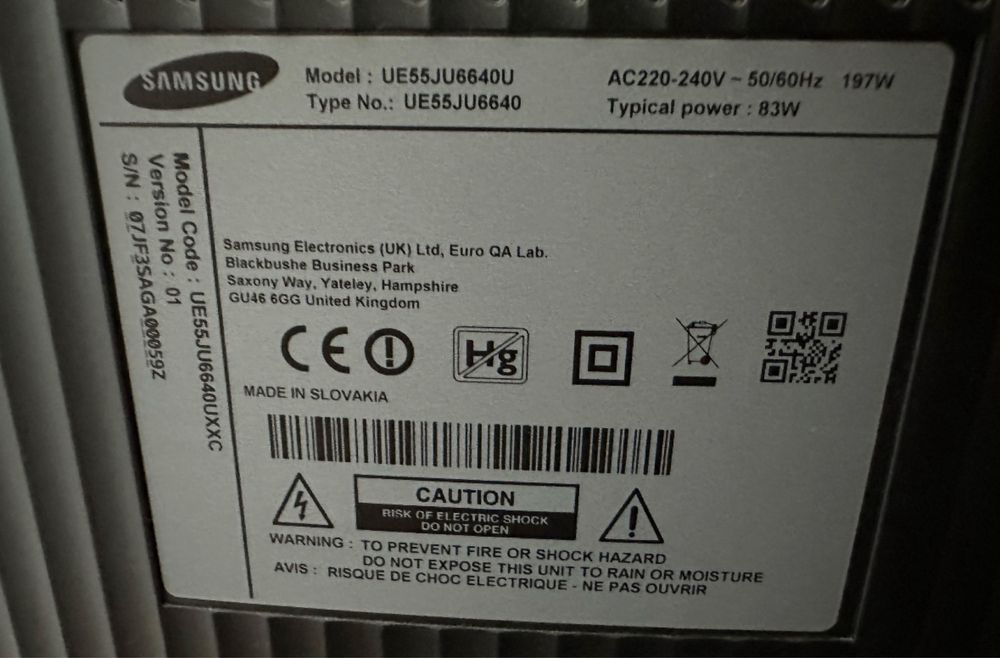 SAMSUNG
Model : UE55JU6640U
Type No.: UE55JU6640
AC220-240V ~ 50/60Hz 197W
Typical power : 83W
Model Code : UE55JU6640UXXC
Version No : 01
S/N : 07JF3SAGA00059Z
Samsung Electronics (UK) Ltd, Euro QA Lab.
Blackbushe Business Park
Saxony Way, Yateley, Hampshire
GU46 6GG United Kingdom
CE
Hg
MADE IN SLOVAKIA
CAUTION
RISK OF ELECTRIC SHOCK
DO NOT OPEN
WARNING : TO PREVENT FIRE OR SHOCK HAZARD
DO NOT EXPOSE THIS UNIT TO RAIN OR MOISTURE
AVIS : RISQUE DE CHOC ELECTRIQUE - NE PAS OUVRIR